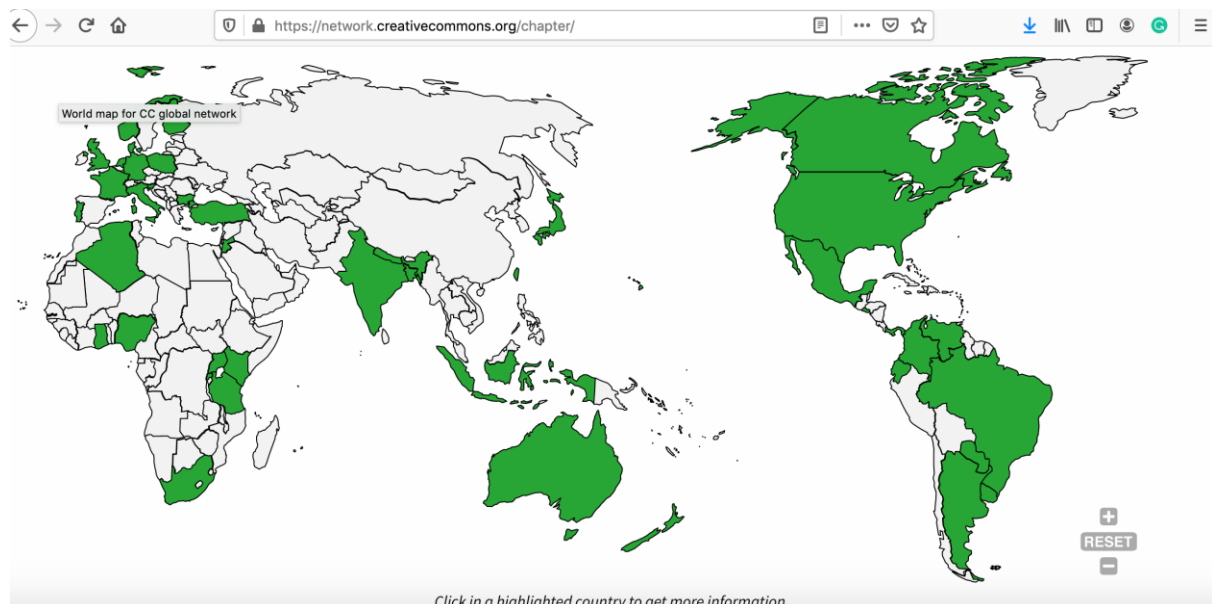 https://network.creativecommons.org/chapter/
World map for CC global network
RESET
Click in a highlighted country to get more information